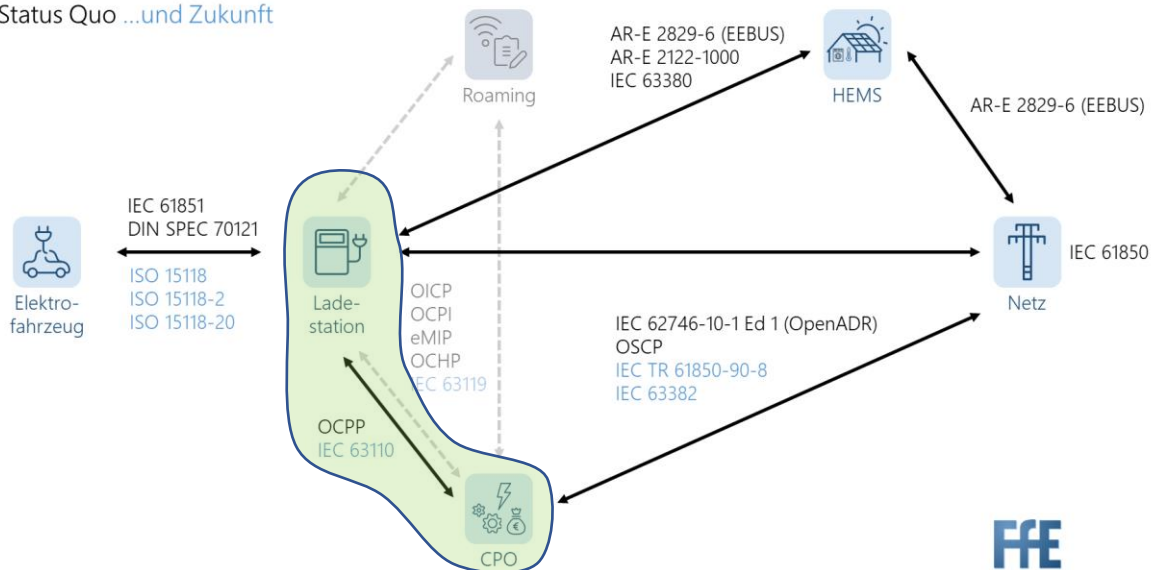 Status Quo ...und Zukunft
Roaming
AR-E 2829-6 (EEBUS)
AR-E 2122-1000
IEC 63380
HEMS
AR-E 2829-6 (EEBUS)
IEC 61851
DIN SPEC 70121
ISO 15118
ISO 15118-2
ISO 15118-20
Elektro-
fahrzeug
Lade-
station
OICP
OCPI
eMIP
OCHP
IEC 63119
IEC 61850
Netz
IEC 62746-10-1 Ed 1 (OpenADR)
OSCP
IEC TR 61850-90-8
IEC 63382
OCPP
IEC 63110
€
CPO
FfE